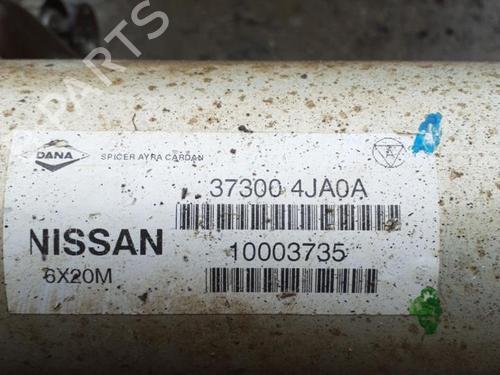 PARTS
DANA
SPICER AYRA CARDAN
37300 4JA0A
NISSAN
10003735
6X20M